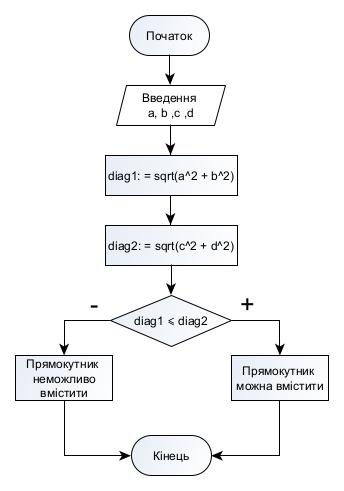 Початок
Введення
a, b ,c ,d
diag1: = sqrt(a^2 + b^2)
diag2: = sqrt(c^2 + d^2)
diag1 ⩽ diag2
-
+
Прямокутник
неможливо
вмістити
Прямокутник
можна вмістити
Кінець